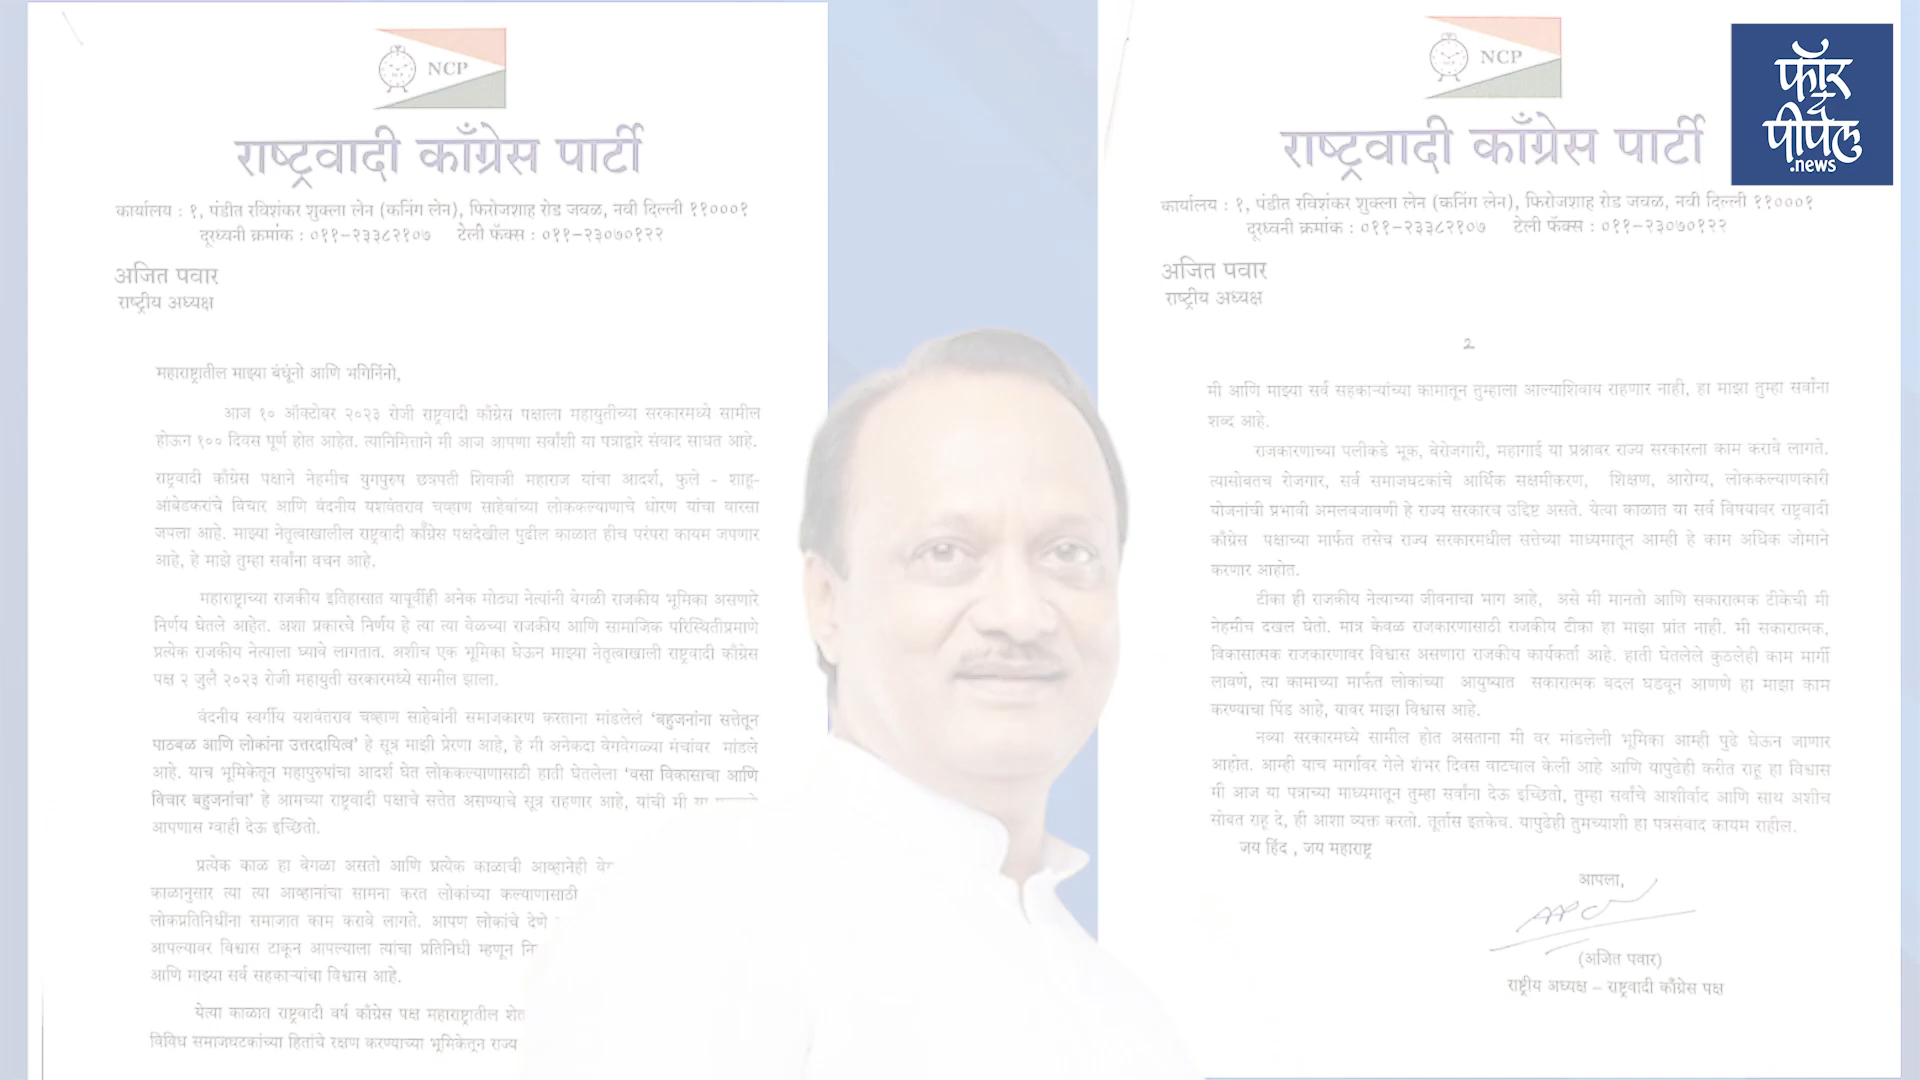 NCP
राष्ट्रवादी काँग्रेस पार्टी
कार्यालय : १, पंडीत रविशंकर शुक्ला लेन (कनिंग लेन), फिरोजशाह रोड जवळ, नवी दिल्ली ११०००१
दूरध्वनी क्रमांक : ०११-२३३८२१०७ टेली फॅक्स : ०११-२३०७०१२२
अजित पवार
राष्ट्रीय अध्यक्ष
महाराष्ट्रातील माझ्या बंधूंनो आणि भगिनिंनो,
आज १० ऑक्टोबर २०२३ रोजी राष्ट्रवादी काँग्रेस पक्षाला महायुतीच्या सरकारमध्ये सामील
होऊन १०० दिवस पूर्ण होत आहेत. त्यानिमित्ताने मी आज आपणा सर्वांशी या पत्राद्वारे संवाद साधत आहे.
राष्ट्रवादी काँग्रेस पक्षाने नेहमीच युगपुरुष छत्रपती शिवाजी महाराज यांचा आदर्श, फुले - शाहू-
आंबेडकरांचे विचार आणि वंदनीय यशवंतराव चव्हाण साहेबांच्या लोककल्याणाचे धोरण यांचा वारसा
जपला आहे. माझ्या नेतृत्वाखालील राष्ट्रवादी काँग्रेस पक्षदेखील पुढील काळात हीच परंपरा कायम जपणार
आहे, हे माझे तुम्हा सर्वांना वचन आहे.
महाराष्ट्राच्या राजकीय इतिहासात यापूर्वीही अनेक मोठ्या नेत्यांनी वेगळी राजकीय भूमिका असणारे
निर्णय घेतले आहेत. अशा प्रकारचे निर्णय हे त्या त्या वेळच्या राजकीय आणि सामाजिक परिस्थितीप्रमाणे
प्रत्येक राजकीय नेत्याला घ्यावे लागतात. अशीच एक भूमिका घेऊन माझ्या नेतृत्वाखाली राष्ट्रवादी काँग्रेस
पक्ष २ जुलै २०२३ रोजी महायुती सरकारमध्ये सामील झाला.
वंदनीय स्वर्गीय यशवंतराव चव्हाण साहेबांनी समाजकारण करताना मांडलेलं ‘बहुजनांना सत्तेतून
पाठबळ आणि लोकांना उत्तरदायित्व’ हे सूत्र माझी प्रेरणा आहे, हे मी अनेकदा वेगवेगळ्या मंचांवर मांडले
आहे. याच भूमिकेतून महापुरुषांचा आदर्श घेत लोककल्याणासाठी हाती घेतलेला ‘वसा विकासाचा आणि
विचार बहुजनांचा’ हे आमच्या राष्ट्रवादी पक्षाचे सत्तेत असण्याचे सूत्र राहणार आहे, यांची मी या
आपणास ग्वाही देऊ इच्छितो.
प्रत्येक काळ हा वेगळा असतो आणि प्रत्येक काळाची आव्हानेही
काळानुसार त्या त्या आव्हानांचा सामना करत लोकांच्या कल्याणासाठी
लोकप्रतिनिधींना समाजात काम करावे लागते. आपण लोकांचे देणे
आपल्यावर विश्वास टाकून आपल्याला त्यांचा प्रतिनिधी म्हणून
आणि माझ्या सर्व सहकाऱ्यांचा विश्वास आहे.
येत्या काळात राष्ट्रवादी वर्ष काँग्रेस पक्ष महाराष्ट्रातील
विविध समाजघटकांच्या हितांचे रक्षण करण्याच्या भूमिकेतून राज्य
NCP
राष्ट्रवादी काँग्रेस पार्टी
कार्यालय : १, पंडीत रविशंकर शुक्ला लेन (कनिंग लेन), फिरोजशाह रोड जवळ, नवी दिल्ली ११०००१
दूरध्वनी क्रमांक : ०११-२३३८२१०७ टेली फॅक्स : ०११-२३०७०१२२
अजित पवार
राष्ट्रीय अध्यक्ष
2
मी आणि माझ्या सर्व सहकाऱ्यांच्या कामातून तुम्हाला आल्याशिवाय राहणार नाही, हा माझा तुम्हा सर्वांना
शब्द आहे.
राजकारणाच्या पलीकडे भूक, बेरोजगारी, महागाई या प्रश्नावर राज्य सरकारला काम करावे लागते.
त्यासोबतच रोजगार, सर्व समाजघटकांचे आर्थिक सक्षमीकरण, शिक्षण, आरोग्य, लोककल्याणकारी
योजनांची प्रभावी अमलबजावणी हे राज्य सरकारच उद्दिष्ट असते. येत्या काळात या सर्व विषयावर राष्ट्रवादी
काँग्रेस पक्षाच्या मार्फत तसेच राज्य सरकारमधील सत्तेच्या माध्यमातून आम्ही हे काम अधिक जोमाने
करणार आहोत.
टीका ही राजकीय नेत्याच्या जीवनाचा भाग आहे, असे मी मानतो आणि सकारात्मक टीकेची मी
नेहमीच दखल घेतो. मात्र केवळ राजकारणासाठी राजकीय टीका हा माझा प्रांत नाही. मी सकारात्मक,
विकासात्मक राजकारणावर विश्वास असणारा राजकीय कार्यकर्ता आहे. हाती घेतलेले कुठलेही काम मार्गी
लावणे, त्या कामाच्या मार्फत लोकांच्या आयुष्यात सकारात्मक बदल घडवून आणणे हा माझा काम
करण्याचा पिंड आहे, यावर माझा विश्वास आहे.
नव्या सरकारमध्ये सामील होत असताना मी वर मांडलेली भूमिका आम्ही पुढे घेऊन जाणार
आहोत. आम्ही याच मार्गावर गेले शंभर दिवस वाटचाल केली आहे आणि यापुढेही करीत राहू हा विश्वास
मी आज या पत्राच्या माध्यमातून तुम्हा सर्वांना देऊ इच्छितो, तुम्हा सर्वांचे आशीर्वाद आणि साथ अशीच
सोबत राहू दे, ही आशा व्यक्त करतो. तूर्तास इतकेच. यापुढेही तुमच्याशी हा पत्रसंवाद कायम राहील.
जय हिंद , जय महाराष्ट्र
आपला,
(अजित पवार)
राष्ट्रीय अध्यक्ष – राष्ट्रवादी काँग्रेस पक्ष
फॉर
द
पीपल
.news